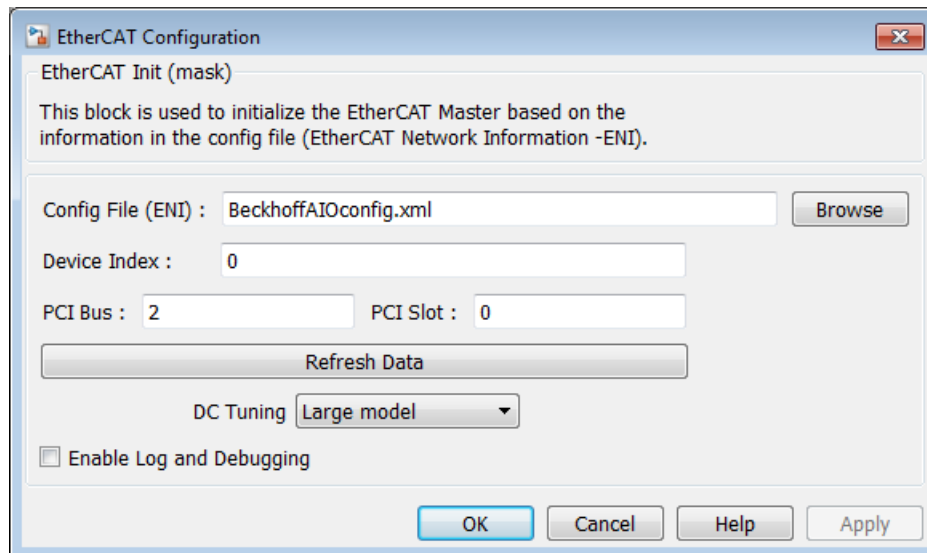 EtherCAT Configuration
EtherCAT Init (mask)
This block is used to initialize the EtherCAT Master based on the
information in the config file (EtherCAT Network Information -ENI).
Config File (ENI) : BeckhoffAIOconfig.xml Browse
Device Index : 0
PCI Bus : 2 PCI Slot : 0
Refresh Data
DC Tuning Large model
Enable Log and Debugging
OK Cancel Help Apply